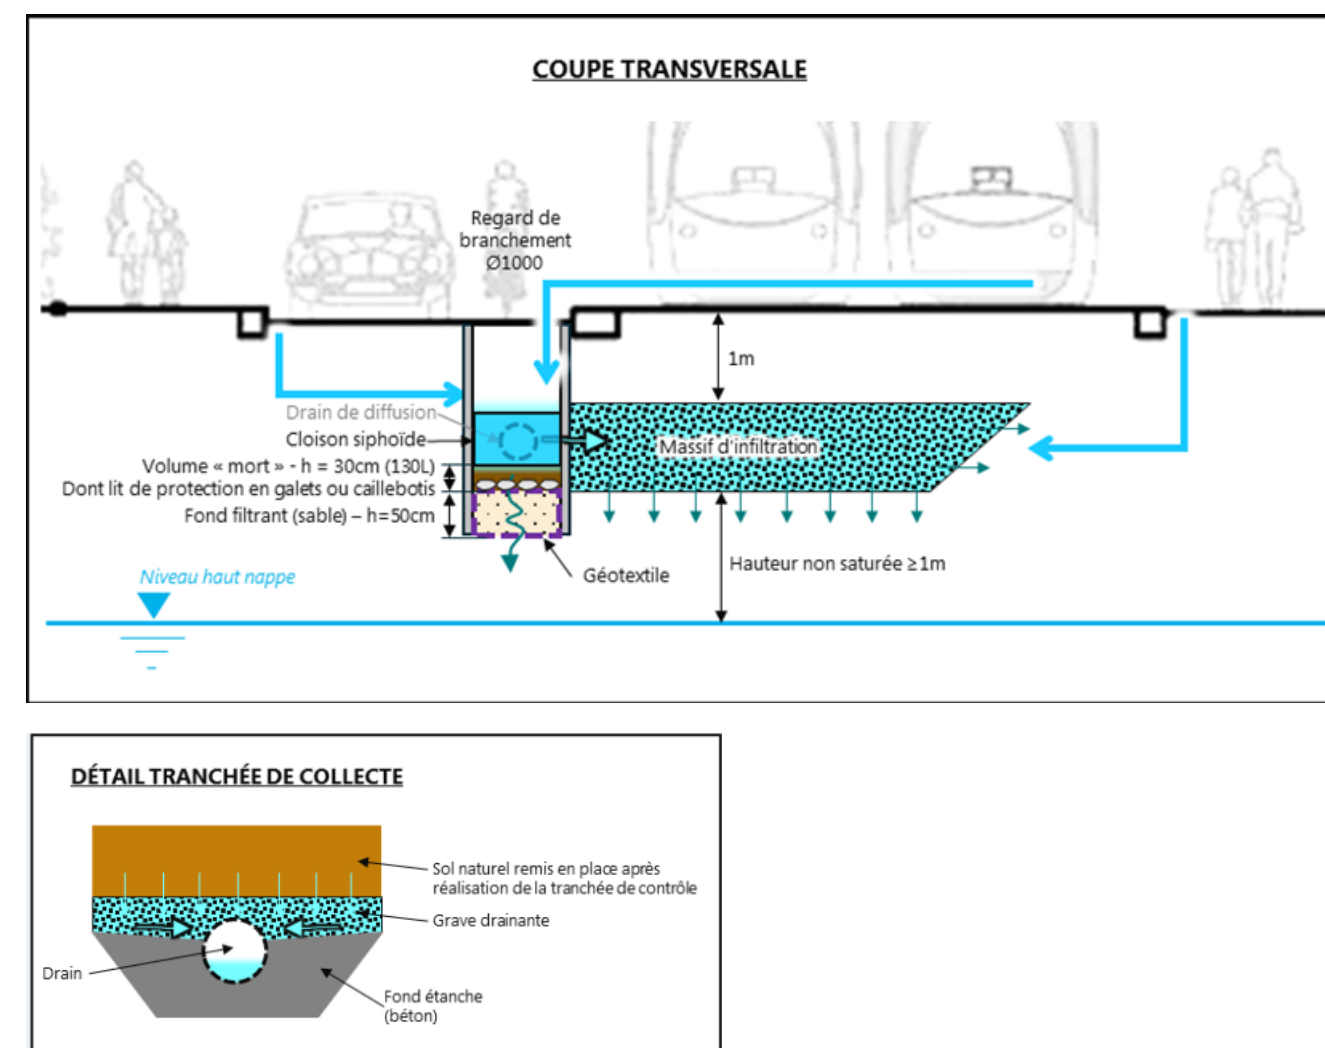 COUPE TRANSVERSALE
Regard de
branchement
Ø1000
1m
Drain de diffusion
Cloison siphoïde
Massif d'infiltration
Volume « mort » - h = 30cm (130L)
Dont lit de protection en galets ou caillebotis
Fond filtrant (sable) – h=50cm
Géotextile
Hauteur non saturée ≥1m
Niveau haut nappe
DÉTAIL TRANCHÉE DE COLLECTE
Sol naturel remis en place après
réalisation de la tranchée de contrôle
Grave drainante
Drain
Fond étanche
(béton)